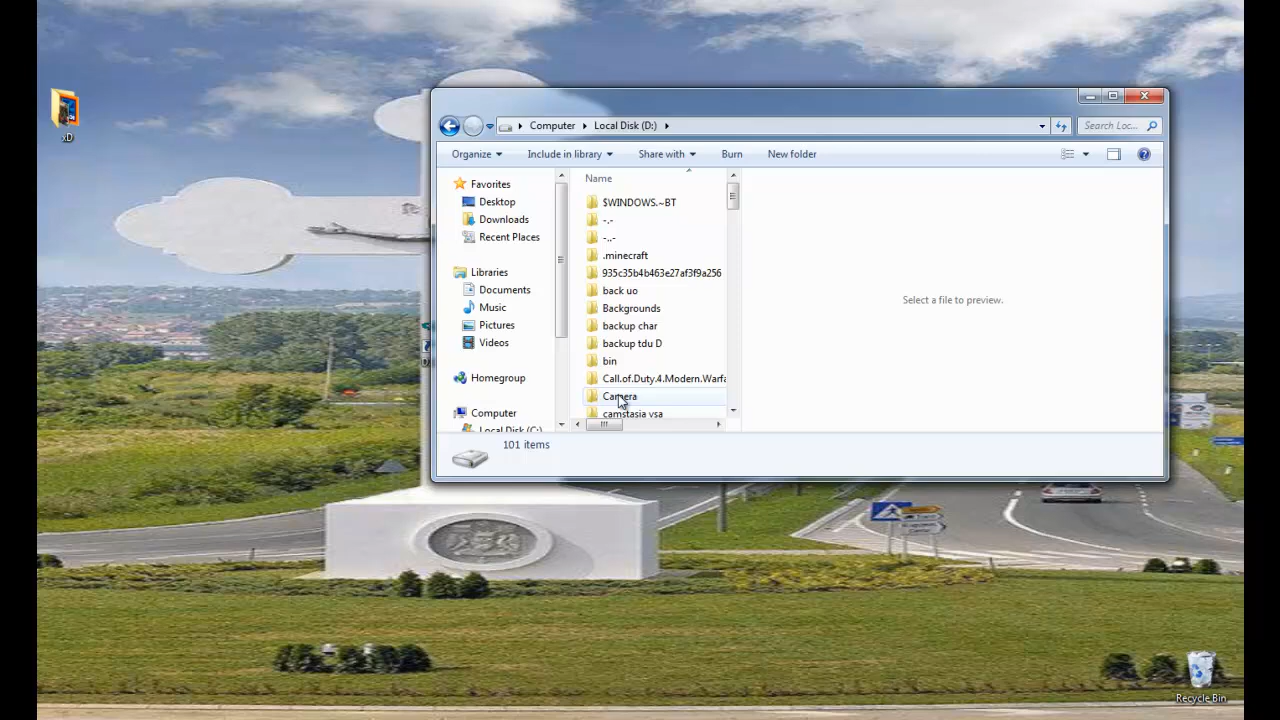 :D
Computer
Local Disk (D:)
Search Loc...
Organize
Include in library
Share with
Burn
New folder
Favorites
Desktop
Downloads
Recent Places
Libraries
Documents
Music
Pictures
Videos
Homegroup
Computer
Local Disk (C:)
Name
$WINDOWS.~BT
-.-
-..-
.minecraft
935c35b4b463e27af3f9a256
back uo
Backgrounds
backup char
backup tdu D
bin
Call.of.Duty.4.Modern.Warfa
Camera
camstasia vsa
Select a file to preview.
101 items
Recycle Bin